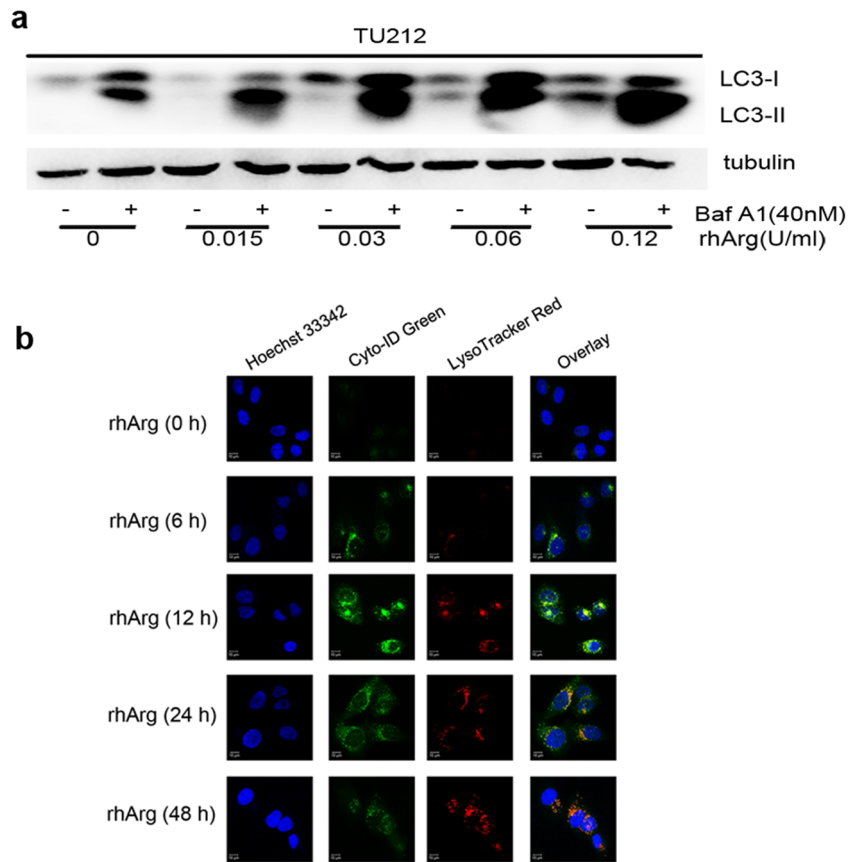 a
TU212
LC3-I
LC3-II
tubulin
- + - + - + - + - + Baf A1(40nM)
0 0.015 0.03 0.06 0.12 rhArg(U/ml)
b
Hoechst 33342 Cyto-ID Green LysoTracker Red Overlay
rhArg (0 h)
rhArg (6 h)
rhArg (12 h)
rhArg (24 h)
rhArg (48 h)